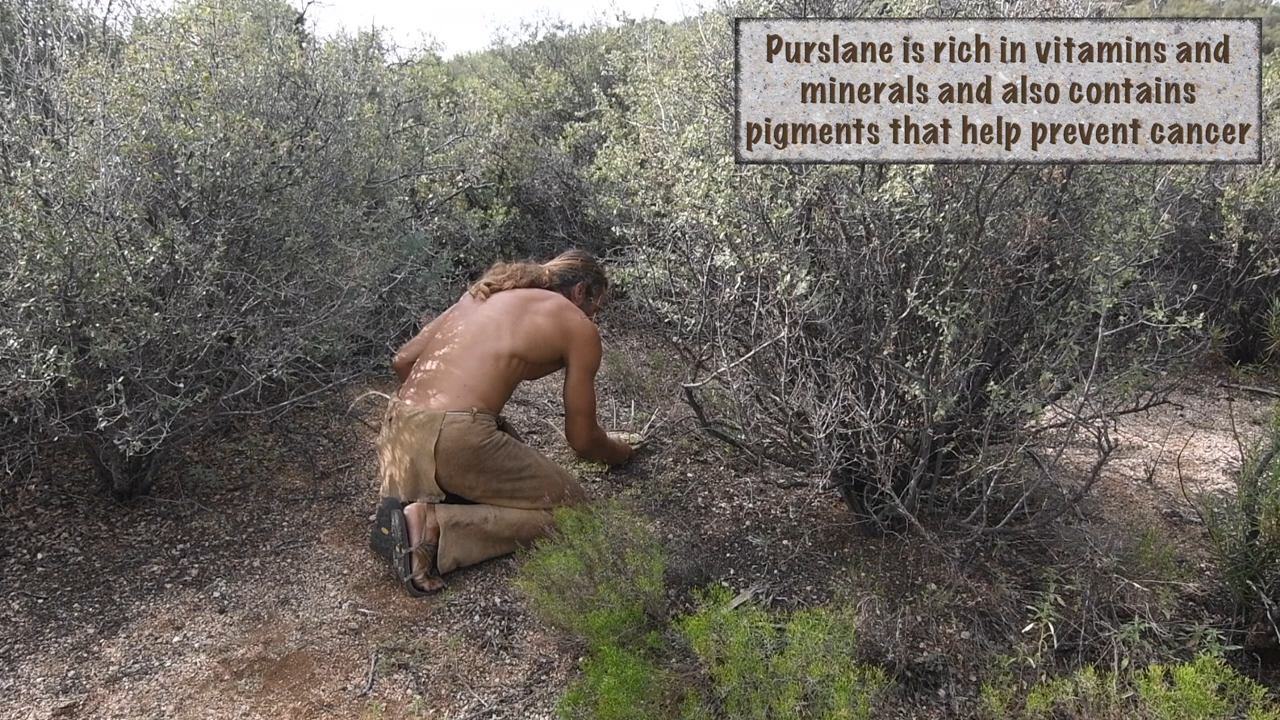 Purslane is rich in vitamins and
minerals and also contains
pigments that help prevent cancer